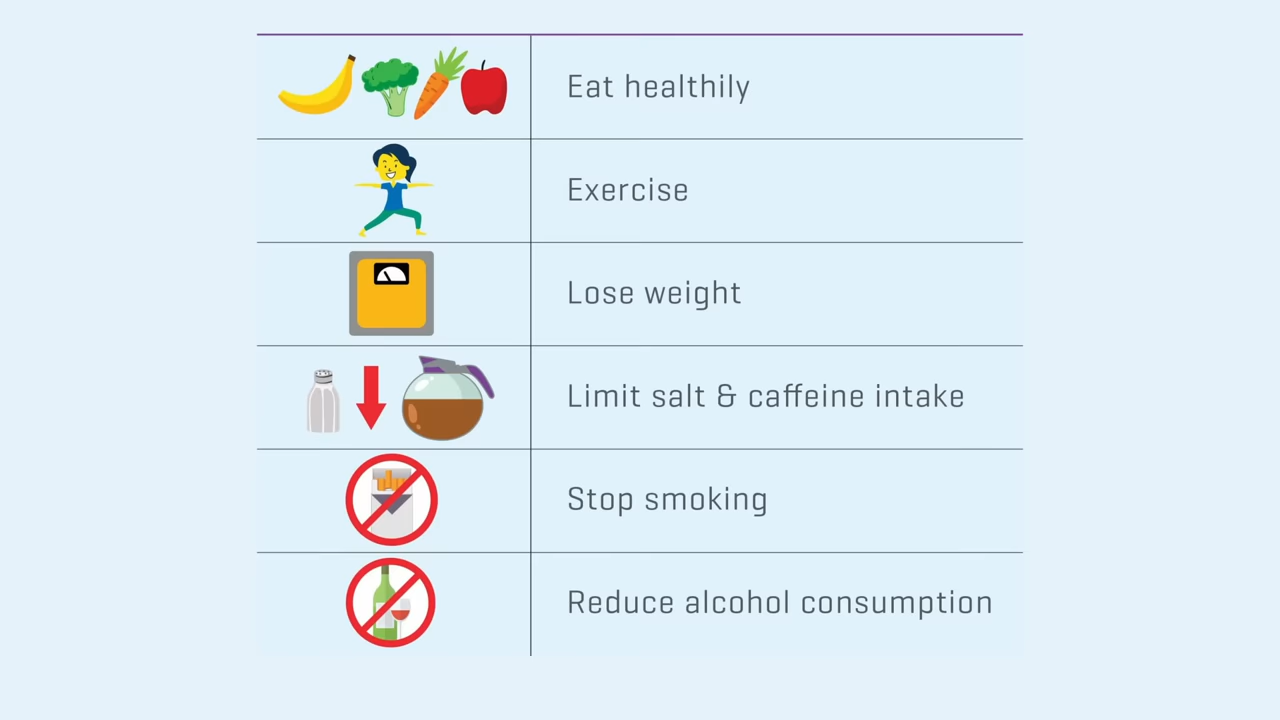 Eat healthily
Exercise
Lose weight
Limit salt & caffeine intake
Stop smoking
Reduce alcohol consumption